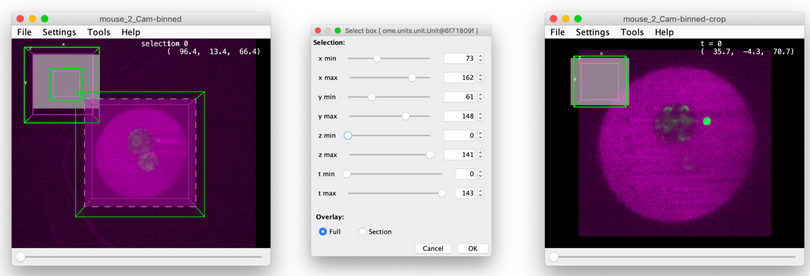 mouse_2_Cam-binned
File Settings Tools Help
x
y
selection 0
( 96.4, 13.4, 66.4)
Select box [ ome.units.unit.Unit@6f71809f ]
Selection:
x min 73
x max 162
y min 61
y max 148
z min 0
z max 141
t min 0
t max 143
Overlay:
Full Section
Cancel OK
mouse_2_Cam-binned-crop
File Settings Tools Help
x
y
t = 0
( 35.7, -4.3, 70.7)